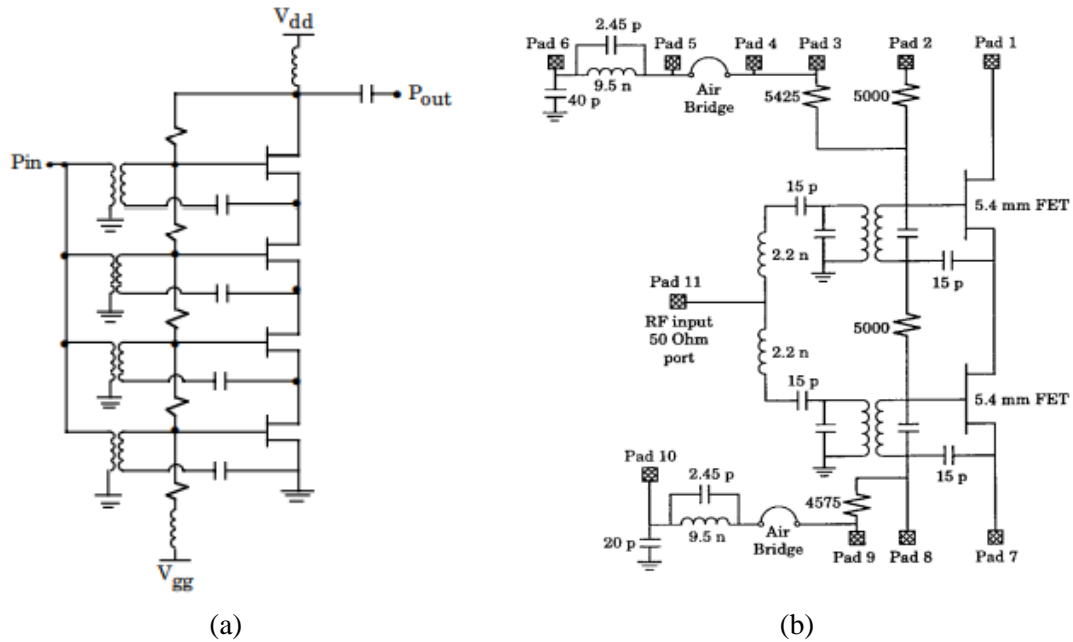 Vdd
Pout
Pin
Vgg
(a)
2.45 p
Pad 6
Pad 5
Pad 4
Pad 3
Pad 2
Pad 1
9.5 n
Air
Bridge
40 p
5425
5000
15 p
5.4 mm FET
2.2 n
15 p
Pad 11
RF input
50 Ohm
port
5000
2.2 n
15 p
5.4 mm FET
Pad 10
2.45 p
15 p
4575
9.5 n
Air
Bridge
20 p
Pad 9
Pad 8
Pad 7
(b)